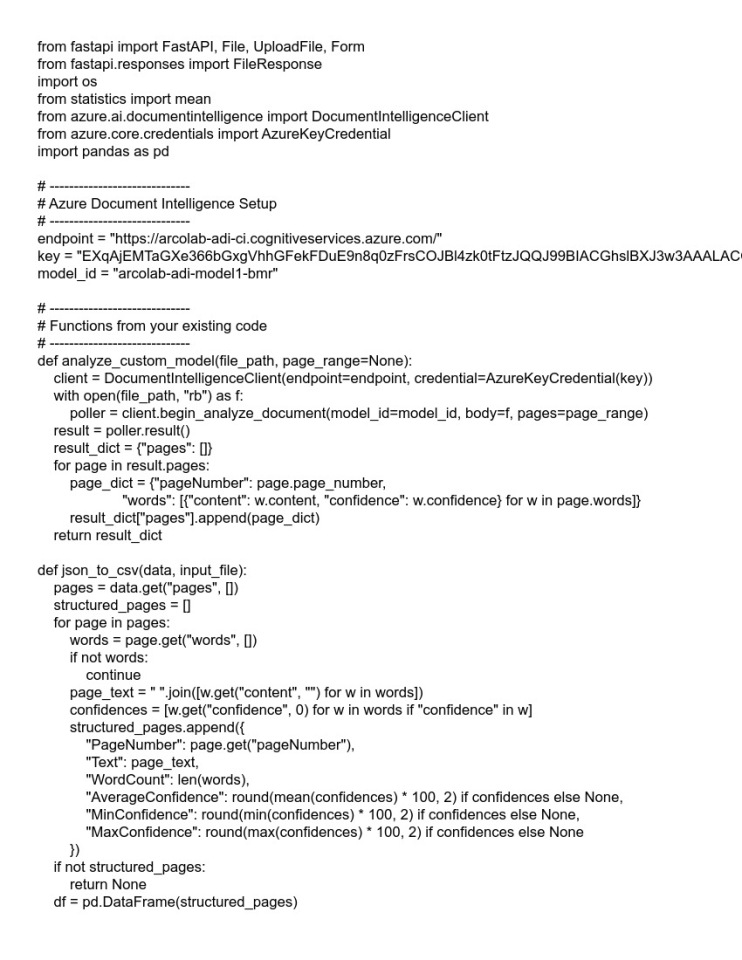 from fastapi import FastAPI, File, UploadFile, Form
from fastapi.responses import FileResponse
import os
from statistics import mean
from azure.ai.documentintelligence import DocumentIntelligenceClient
from azure.core.credentials import AzureKeyCredential
import pandas as pd
# -----------------------------
# Azure Document Intelligence Setup
# -----------------------------
endpoint = "https://arcolab-adi-ci.cognitiveservices.azure.com/"
key =
model_id = "arcolab-adi-model1-bmr"
# -----------------------------
# Functions from your existing code
# -----------------------------
def analyze_custom_model(file_path, page_range=None):
client = DocumentIntelligenceClient(endpoint=endpoint, credential=AzureKeyCredential(key))
with open(file_path, "rb") as f:
poller = client.begin_analyze_document(model_id=model_id, body=f, pages=page_range)
result = poller.result()
result_dict = {"pages": []}
for page in result.pages:
page_dict = {"pageNumber": page.page_number,
"words": [{"content": w.content, "confidence": w.confidence} for w in page.words]}
result_dict["pages"].append(page_dict)
return result_dict
def json_to_csv(data, input_file):
pages = data.get("pages", [])
structured_pages = []
for page in pages:
words = page.get("words", [])
if not words:
continue
page_text = " ".join([w.get("content", "") for w in words])
confidences = [w.get("confidence", 0) for w in words if "confidence" in w]
structured_pages.append({
"PageNumber": page.get("pageNumber"),
"Text": page_text,
"WordCount": len(words),
"AverageConfidence": round(mean(confidences) * 100, 2) if confidences else None,
"MinConfidence": round(min(confidences) * 100, 2) if confidences else None,
"MaxConfidence": round(max(confidences) * 100, 2) if confidences else None
})
if not structured_pages:
return None
df = pd.DataFrame(structured_pages)